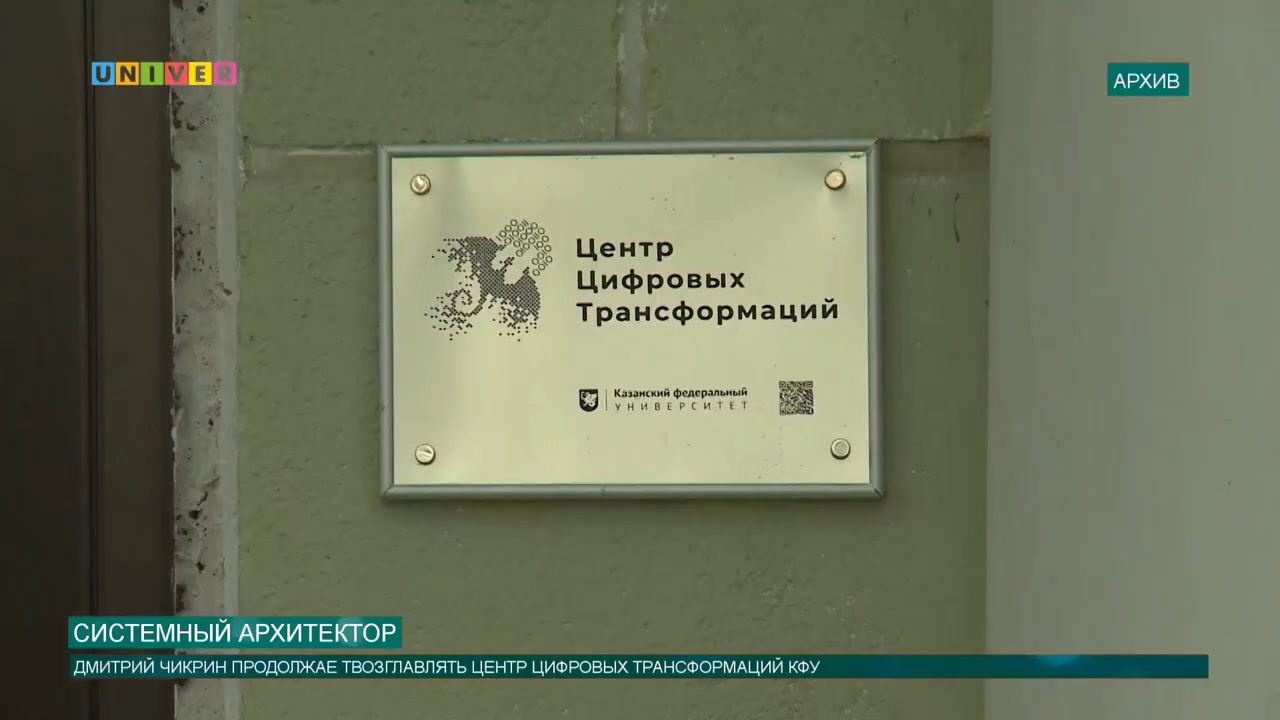 UNIVER
АРХИВ
Центр
Цифровых
Трансформаций
Казанский федеральный
УНИВЕРСИТЕТ
СИСТЕМНЫЙ АРХИТЕКТОР
ДМИТРИЙ ЧИКРИН ПРОДОЛЖАЕ ТВОЗГЛАВЛЯТЬ ЦЕНТР ЦИФРОВЫХ ТРАНСФОРМАЦИЙ КФУ